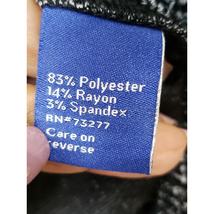 83% Polyester
14% Rayon
3% Spandex
RN#73277
Care on
reverse